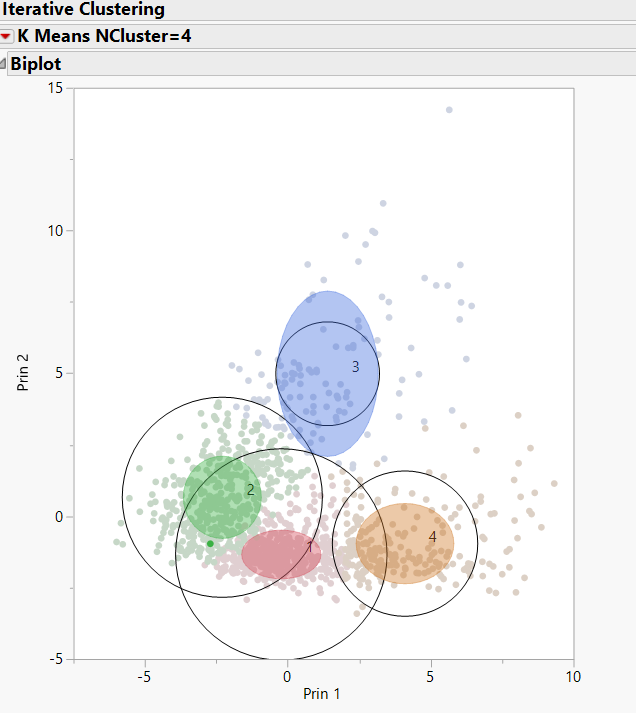 Iterative Clustering
K Means NCluster=4
Biplot
15
10
5
0
-5
Prin 2
3
2
1
4
-5
0
5
10
Prin 1